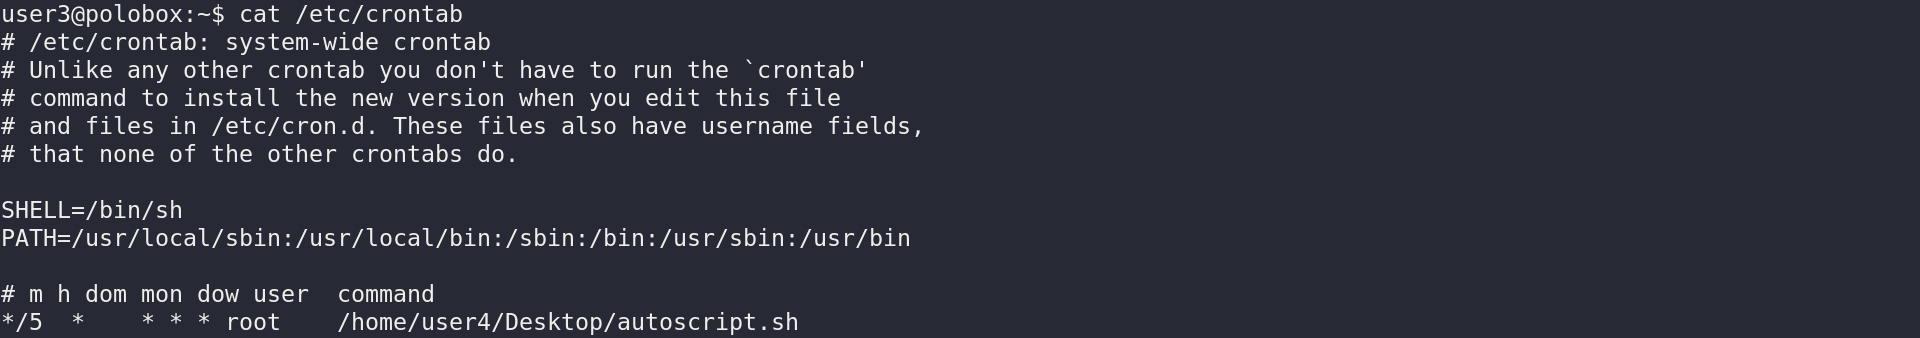 user3@polobox:~$ cat /etc/crontab
# /etc/crontab: system-wide crontab
# Unlike any other crontab you don't have to run the `crontab'
# command to install the new version when you edit this file
# and files in /etc/cron.d. These files also have username fields,
# that none of the other crontabs do.

SHELL=/bin/sh
PATH=/usr/local/sbin:/usr/local/bin:/sbin:/bin:/usr/sbin:/usr/bin

# m h dom mon dow user  command
*/5  *    * * * root    /home/user4/Desktop/autoscript.sh